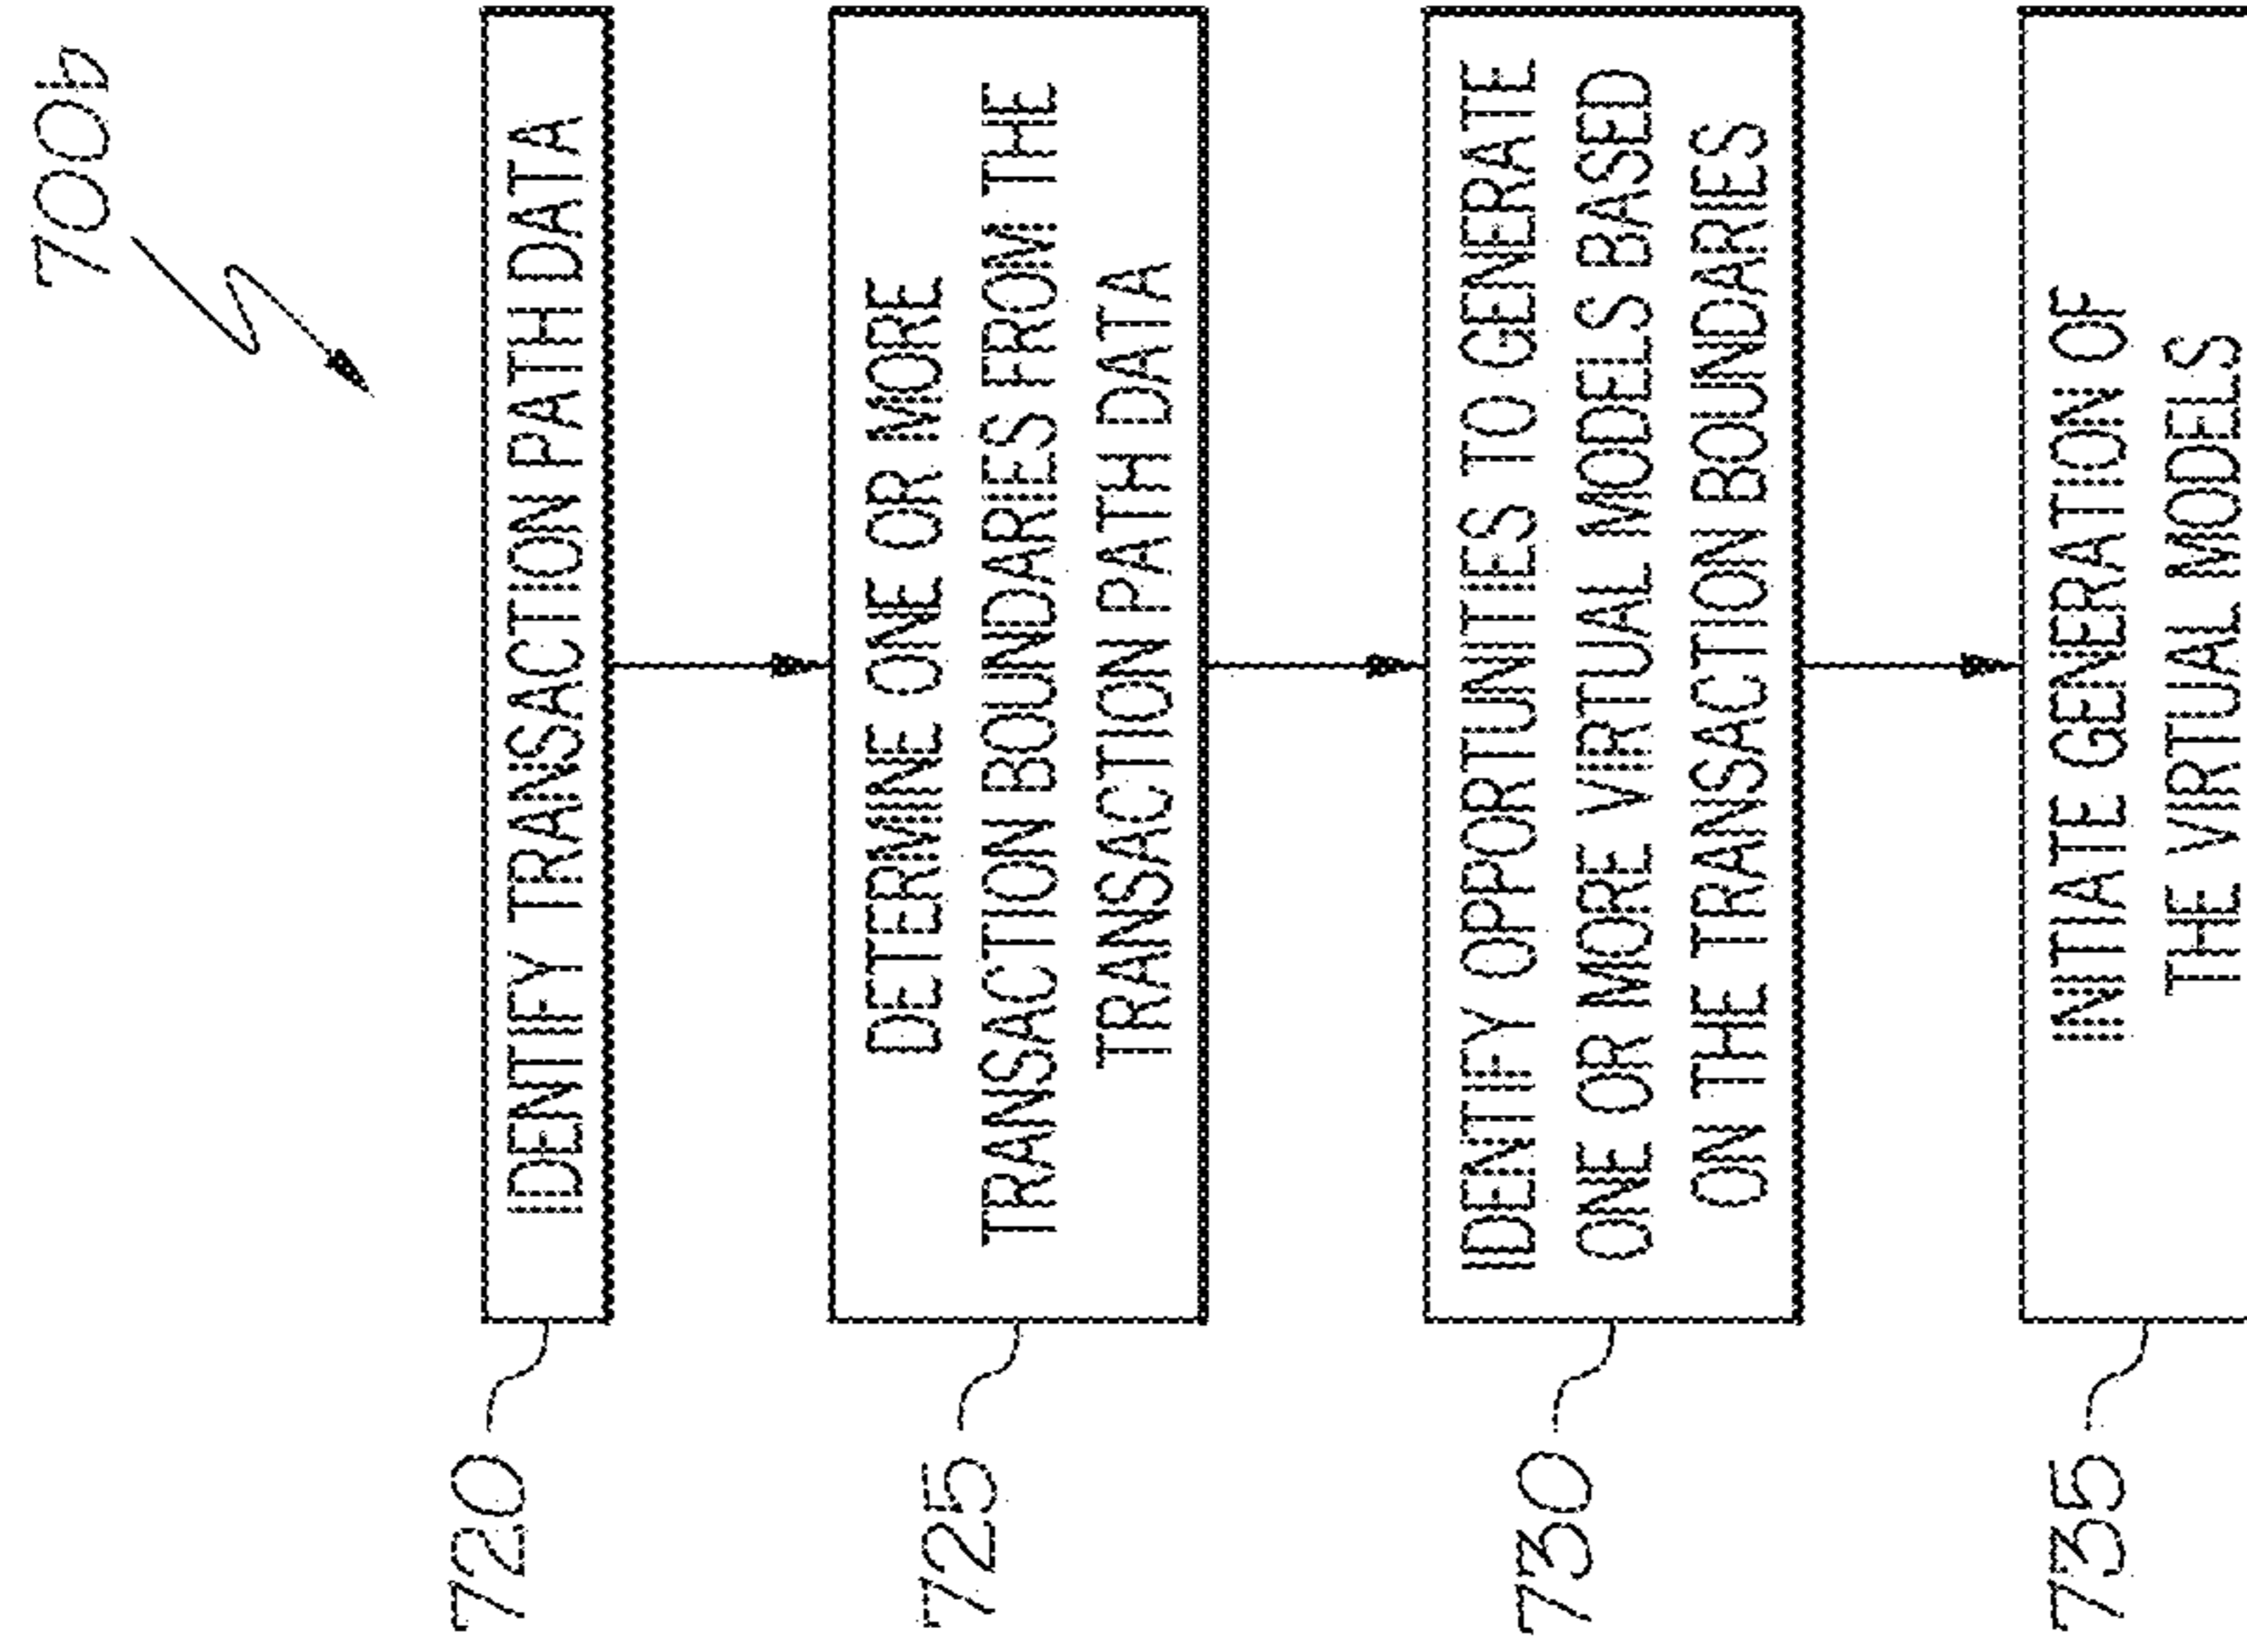 700b
720
IDENTIFY TRANSACTION PATH DATA
725
DETERMINE ONE OR MORE
TRANSACTION BOUNDARIES FROM THE
TRANSACTION PATH DATA
730
IDENTIFY OPPORTUNITIES TO GENERATE
ONE OR MORE VIRTUAL MODELS BASED
ON THE TRANSACTION BOUNDARIES
735
INITIATE GENERATION OF
THE VIRTUAL MODELS